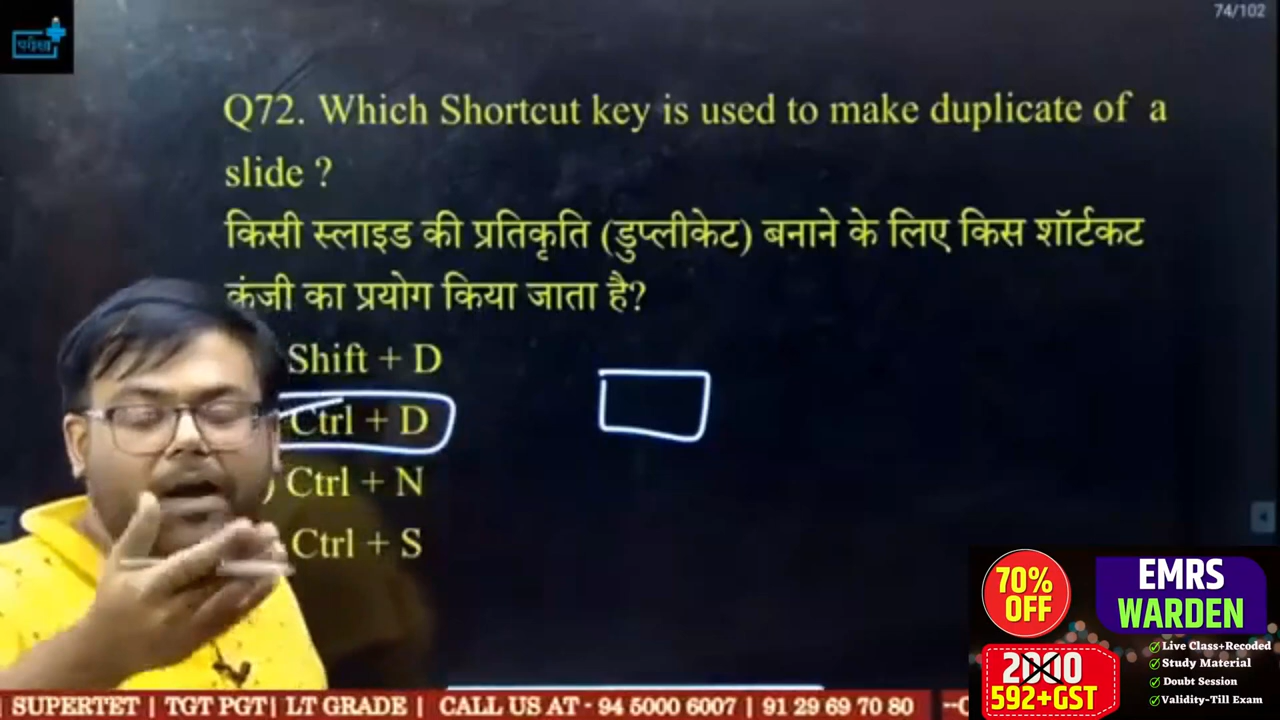 74/102
परीक्षा
Q72. Which Shortcut key is used to make duplicate of a
slide ?
किसी स्लाइड की प्रतिकृति (डुप्लीकेट) बनाने के लिए किस शॉर्टकट
कुंजी का प्रयोग किया जाता है?
Shift + D
Ctrl + D
) Ctrl + N
Ctrl + S
70%
OFF
EMRS
WARDEN
2000
592+GST
Live Class+Recoded
Study Material
Doubt Session
Validity-Till Exam
SUPERTET | TGT PGT| LT GRADE | CALL US AT - 94 5000 6007 | 91 29 69 70 80